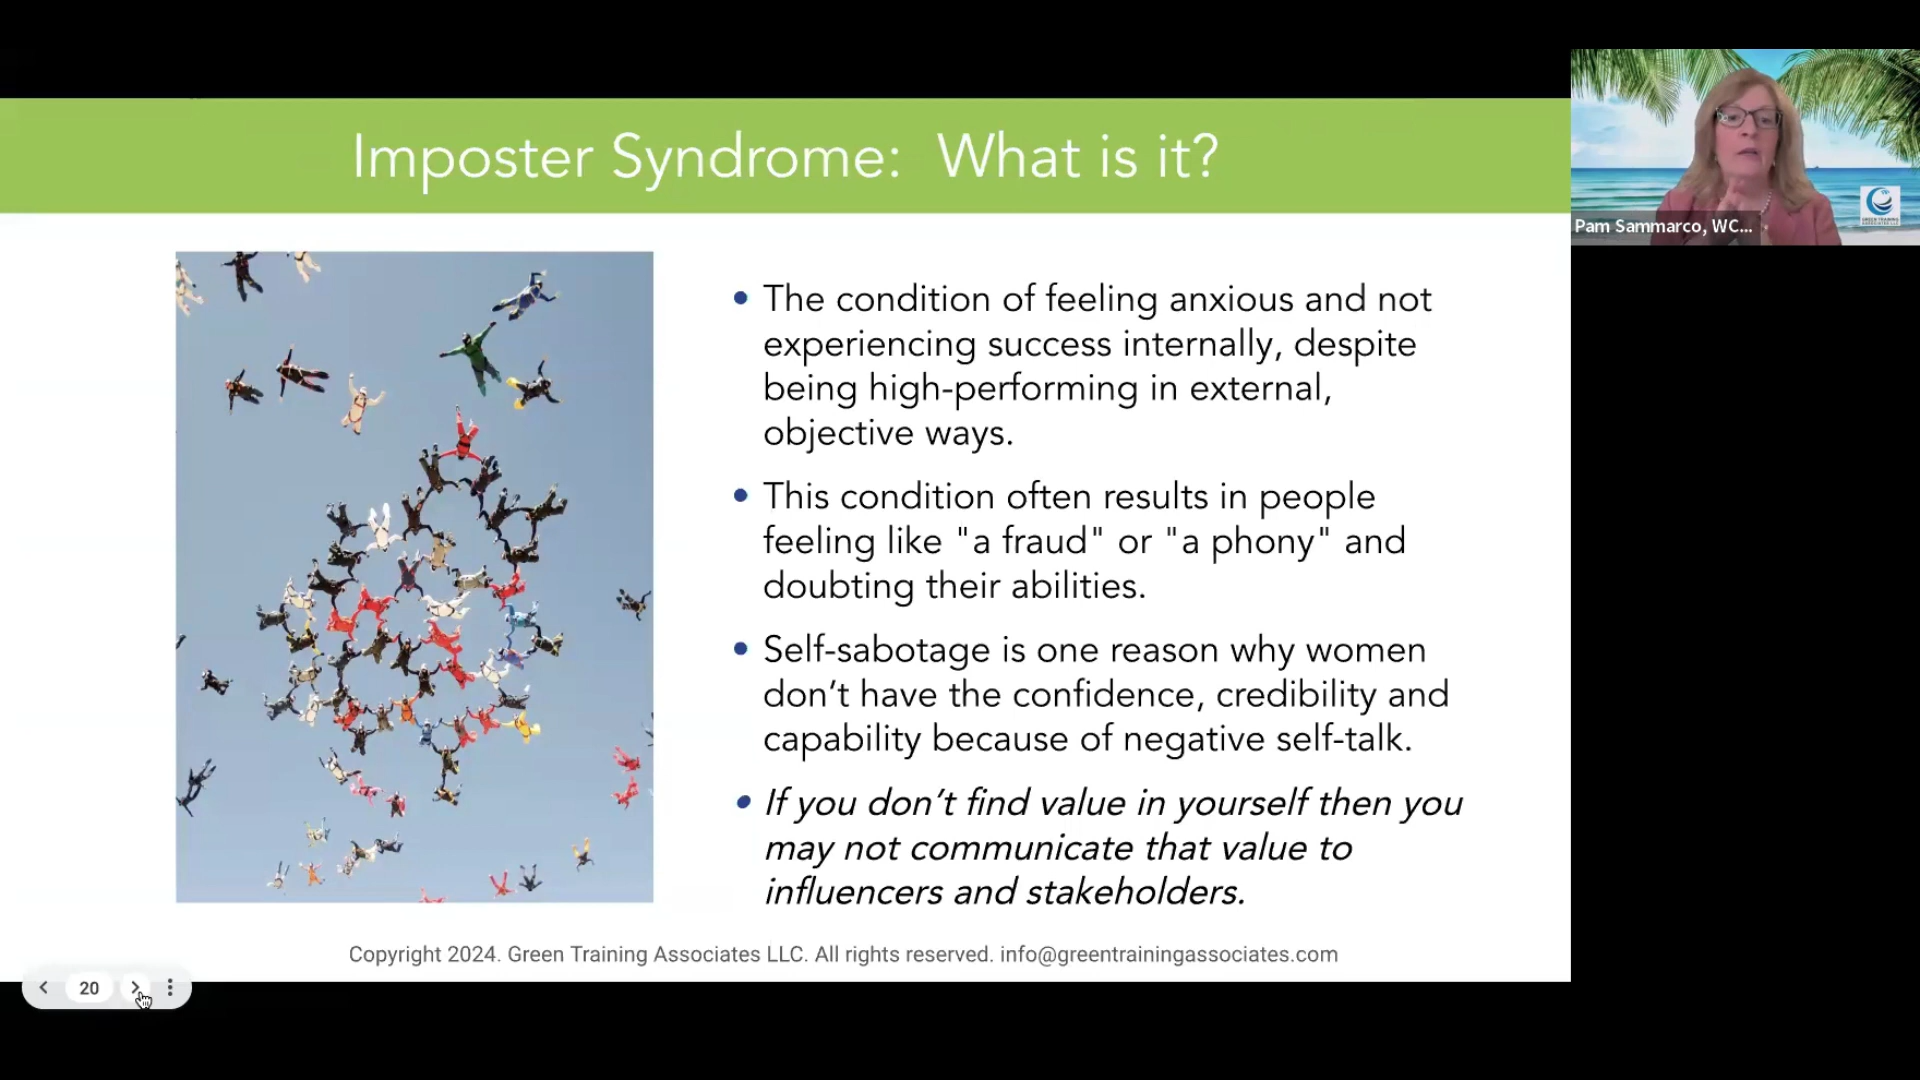 Imposter Syndrome: What is it?
Pam Sammarco, WC...
• The condition of feeling anxious and not
experiencing success internally, despite
being high-performing in external,
objective ways.
• This condition often results in people
feeling like "a fraud" or "a phony" and
doubting their abilities.
• Self-sabotage is one reason why women
don’t have the confidence, credibility and
capability because of negative self-talk.
• If you don’t find value in yourself then you
may not communicate that value to
influencers and stakeholders.
Copyright 2024. Green Training Associates LLC. All rights reserved. info@greentrainingassociates.com
20